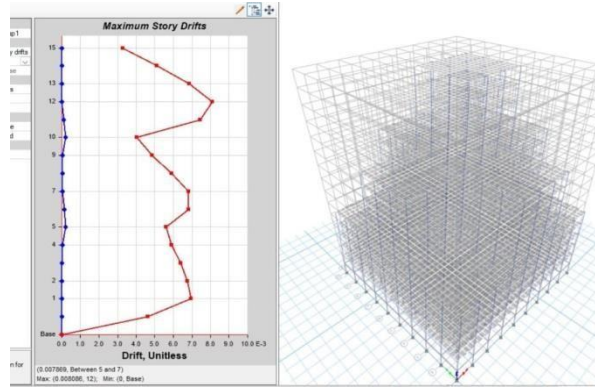 Maximum Story Drifts
p1
y drifts
15
13
12
10
9
7
5
4
2
1
Base
0.0 1.0 2.0 3.0 4.0 5.0 6.0 7.0 8.0 9.0 10.0 E-3
Drift, Unitless
(0.007869, Between 5 and 7)
Max: (0.008086, 12); Min: (0, Base)
n for